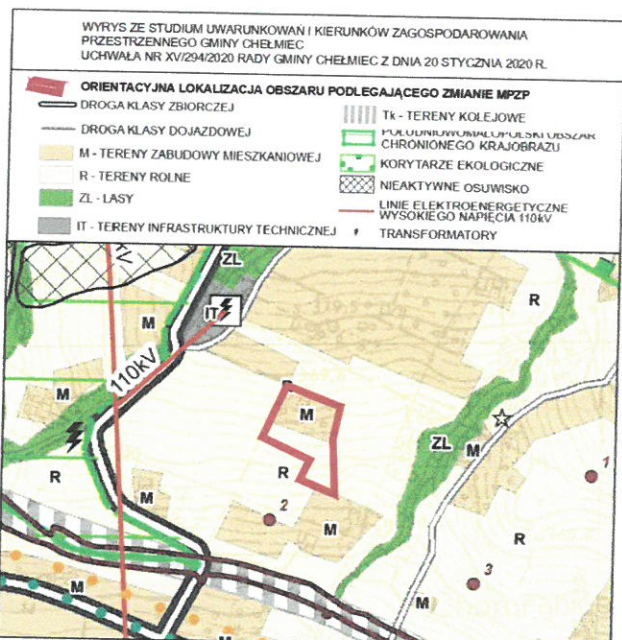 WYRYS ZE STUDIUM UWARUNKOWAŃ I KIERUNKÓW ZAGOSPODAROWANIA
PRZESTRZENNEGO GMINY CHEŁMIEC
UCHWAŁA NR XV/294/2020 RADY GMINY CHEŁMIEC Z DNIA 20 STYCZNIA 2020 R.
ORIENTACYJNA LOKALIZACJA OBSZARU PODLEGAJĄCEGO ZMIANIE MPZP
DROGA KLASY ZBIORCZEJ
DROGA KLASY DOJAZDOWEJ
M - TERENY ZABUDOWY MIESZKANIOWEJ
R - TERENY ROLNE
ZL - LASY
IT - TERENY INFRASTRUKTURY TECHNICZNEJ
Tk - TERENY KOLEJOWE
POŁUDNIOWOMAŁOPOLSKI OBSZAR
CHRONIONEGO KRAJOBRAZU
KORYTARZE EKOLOGICZNE
NIEAKTYWNE OSUWISKO
LINIE ELEKTROENERGETYCZNE
WYSOKIEGO NAPIĘCIA 110kV
TRANSFORMATORY
kV
ZL
R
IT
M
110kV
M
M
R
ZL
M
1
R
M
R
2
M
R
3
M
M
M